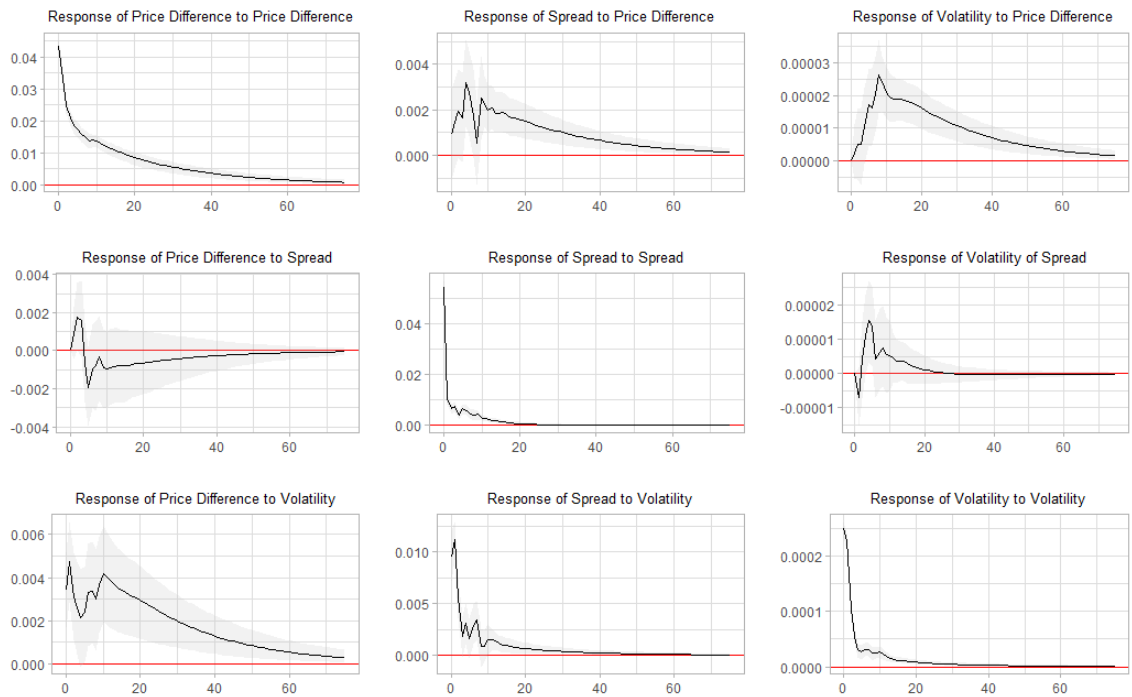 Response of Price Difference to Price Difference
0.04
0.03
0.02
0.01
0.00
0 20 40 60
Response of Spread to Price Difference
0.004
0.002
0.000
0 20 40 60
Response of Volatility to Price Difference
0.00003
0.00002
0.00001
0.00000
0 20 40 60
Response of Price Difference to Spread
0.004
0.002
0.000
-0.002
-0.004
0 20 40 60
Response of Spread to Spread
0.04
0.02
0.00
0 20 40 60
Response of Volatility of Spread
0.00002
0.00001
0.00000
-0.00001
0 20 40 60
Response of Price Difference to Volatility
0.006
0.004
0.002
0.000
0 20 40 60
Response of Spread to Volatility
0.010
0.005
0.000
0 20 40 60
Response of Volatility to Volatility
0.0002
0.0001
0.0000
0 20 40 60